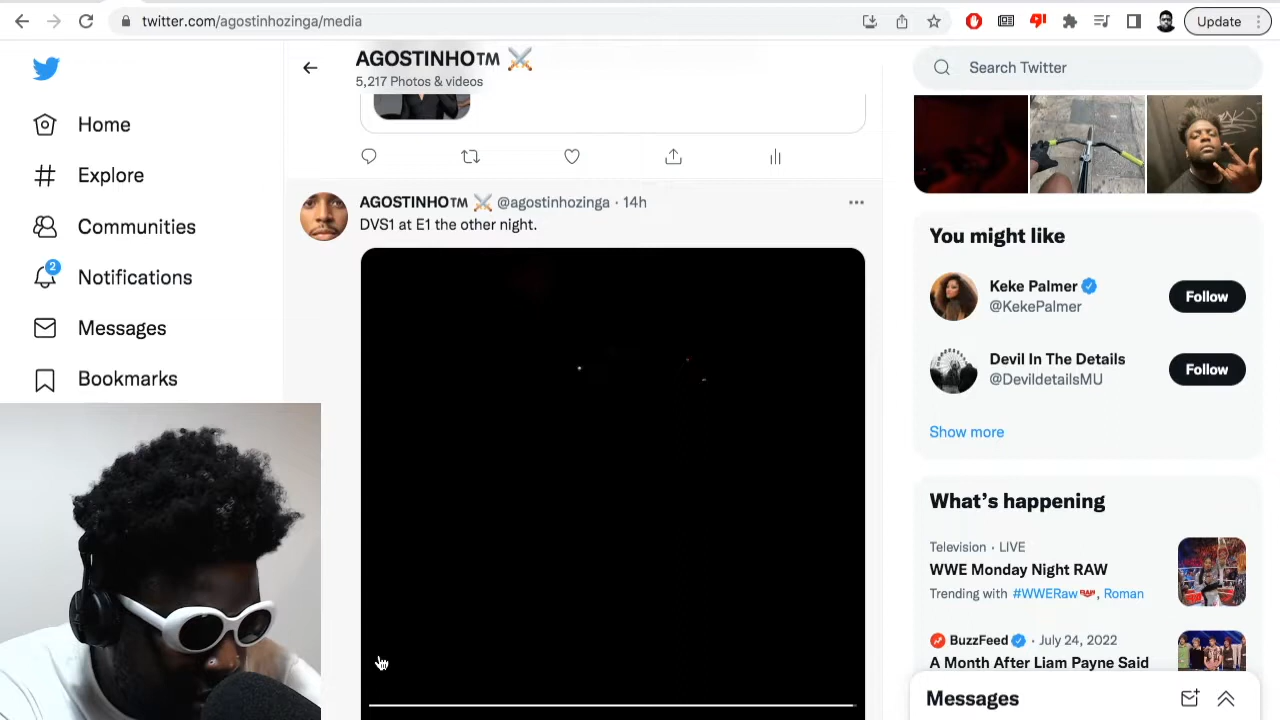 twitter.com/agostinhozinga/media
Update
AGOSTINHO™ ⚔️
5,217 Photos & videos
Search Twitter
Home
Explore
Communities
2
Notifications
Messages
Bookmarks
AGOSTINHO™ ⚔️ @agostinhozinga · 14h
DVS1 at E1 the other night.
You might like
Keke Palmer
@KekePalmer
Follow
Devil In The Details
@DevildetailsMU
Follow
Show more
What's happening
Television · LIVE
WWE Monday Night RAW
Trending with #WWERaw, Roman
BuzzFeed · July 24, 2022
A Month After Liam Payne Said
Messages